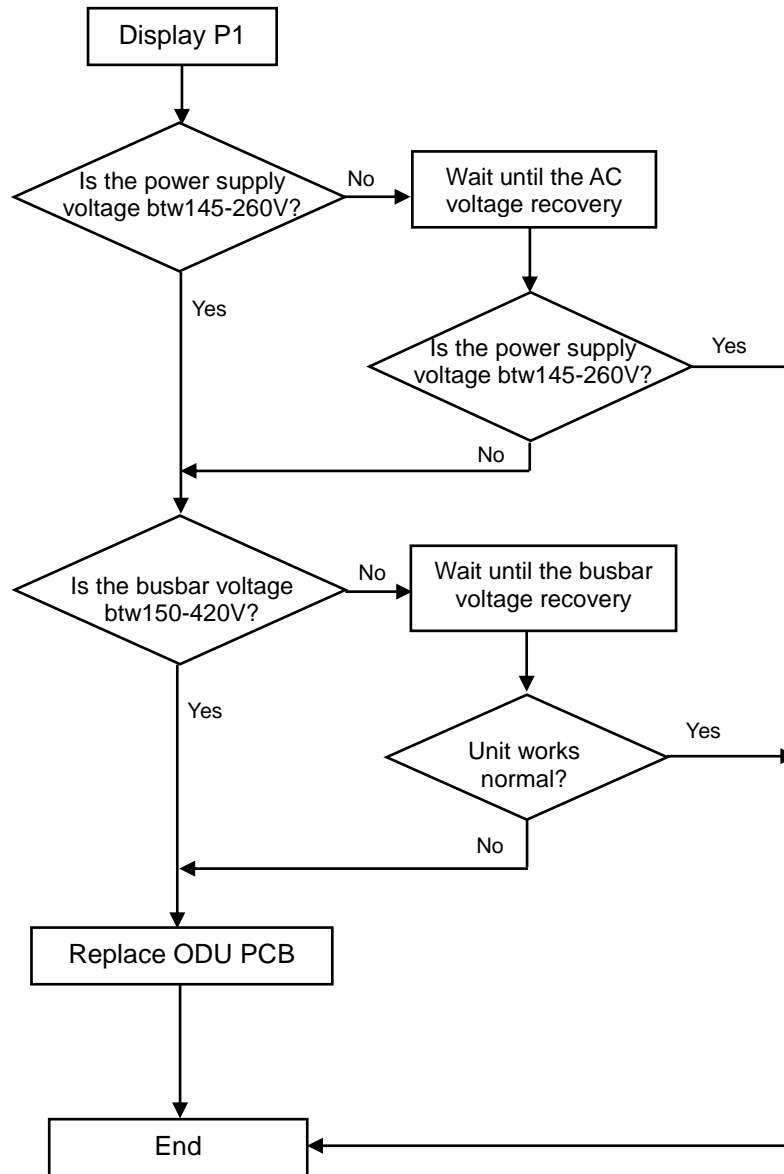 Display P1
Is the power supply
voltage btw145-260V?
No
Wait until the AC
voltage recovery
Yes
Is the power supply
voltage btw145-260V?
Yes
No
Is the busbar voltage
btw150-420V?
No
Wait until the busbar
voltage recovery
Yes
Unit works
normal?
Yes
No
Replace ODU PCB
End